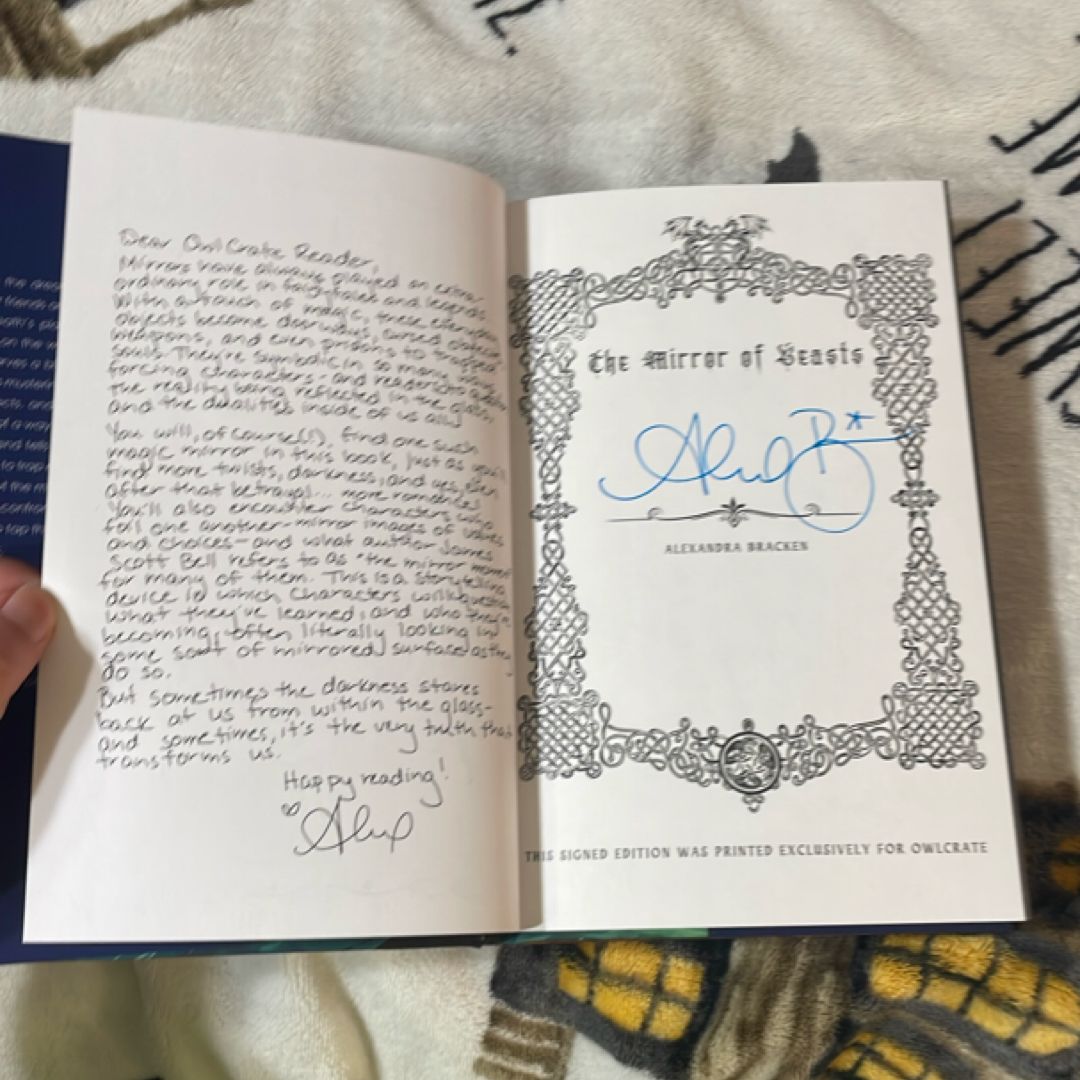 Dear OwlCrate Reader,
Mirrors have always played an extra-
ordinary role in fairytales and legends.
With a touch of magic, these everyday
objects become doorways, cursed objects,
weapons, and even prisons to trapped
souls. They're symbolic in so many ways,
forcing characters—and readers—to
the reality being reflected in the glass,
and the dualities inside of us all.
You will, of course(!), find one such
magic mirror in this book, just as you'll
find more twists, darkness, and yes, even
after that betrayal... more romance.
You'll also encounter characters who
foil one another—mirror images of
and choices—and what author James
Scott Bell refers to as "the mirror moment"
for many of them. This is a storytelling
device in which characters will question
what they've learned, and who they're
becoming, often literally looking in
some sort of mirrored surface as they
do so.
But sometimes the darkness stares
back at us from within the glass—
and sometimes, it's the very truth that
transforms us.
Happy reading!
Alex
The Mirror of Beasts
ALEXANDRA BRACKEN
THIS SIGNED EDITION WAS PRINTED EXCLUSIVELY FOR OWLCRATE